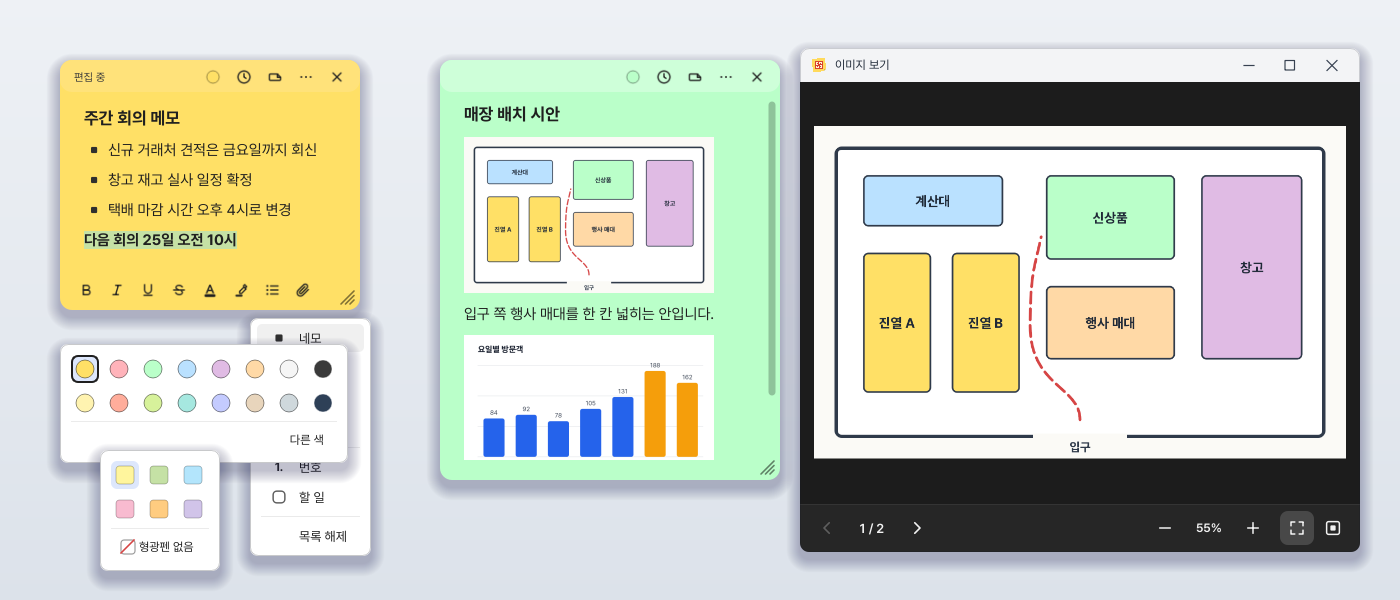 편집 중
주간 회의 메모
신규 거래처 견적은 금요일까지 회신
창고 재고 실사 일정 확정
택배 마감 시간 오후 4시로 변경
다음 회의 25일 오전 10시
B I U S A
네모
다른 색
1. 번호
할 일
목록 해제
형광펜 없음
매장 배치 시안
계산대
신상품
창고
진열 A
진열 B
행사 매대
입구
입구 쪽 행사 매대를 한 칸 넓히는 안입니다.
요일별 방문객
84
92
78
105
131
188
162
이미지 보기
계산대
신상품
창고
진열 A
진열 B
행사 매대
입구
1 / 2
55%